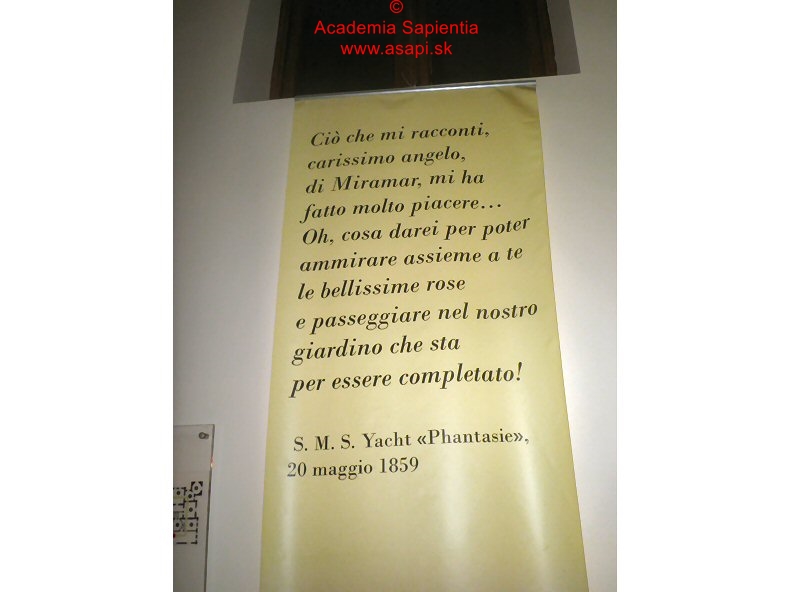 ©
Academia Sapientia
www.asapi.sk
Ciò che mi racconti,
carissimo angelo,
di Miramar, mi ha
fatto molto piacere…
Oh, cosa darei per poter
ammirare assieme a te
le bellissime rose
e passeggiare nel nostro
giardino che sta
per essere completato!
S. M. S. Yacht «Phantasie»,
20 maggio 1859